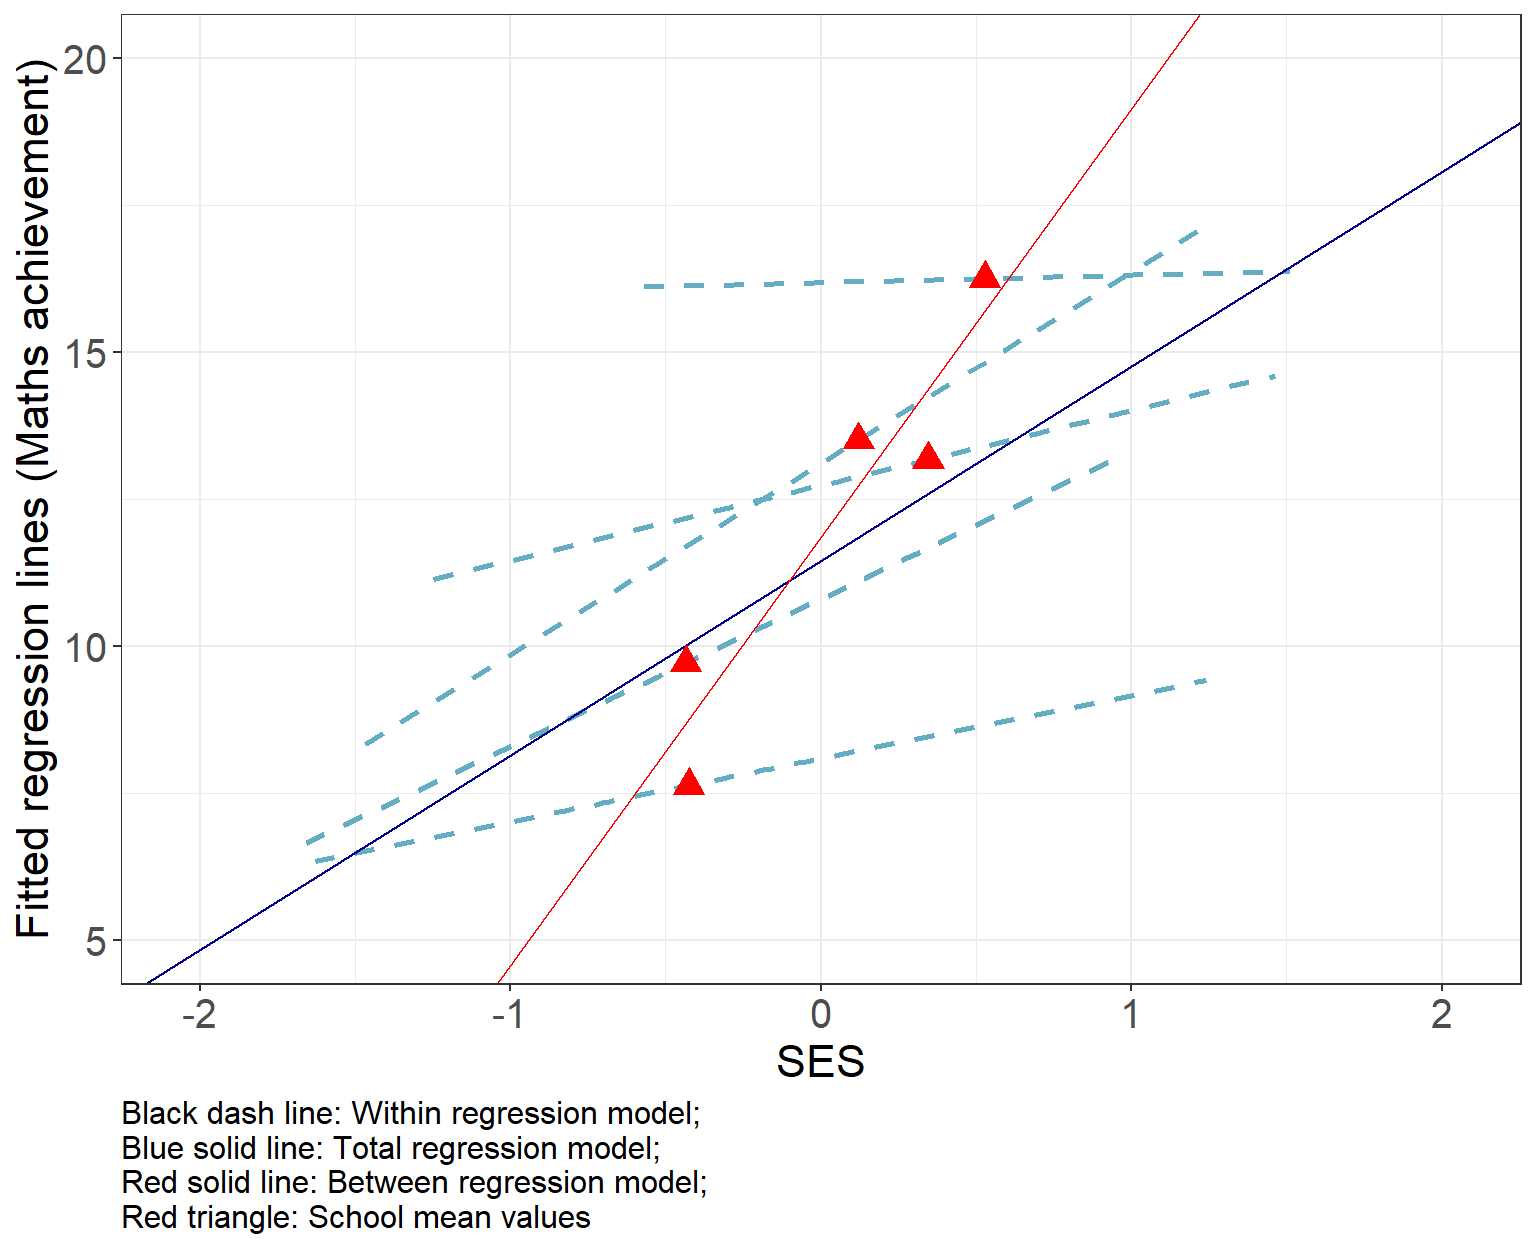 Fitted regression lines (Maths achievement)
20
15
10
5
-2
-1
0
1
2
SES
Black dash line: Within regression model;
Blue solid line: Total regression model;
Red solid line: Between regression model;
Red triangle: School mean values